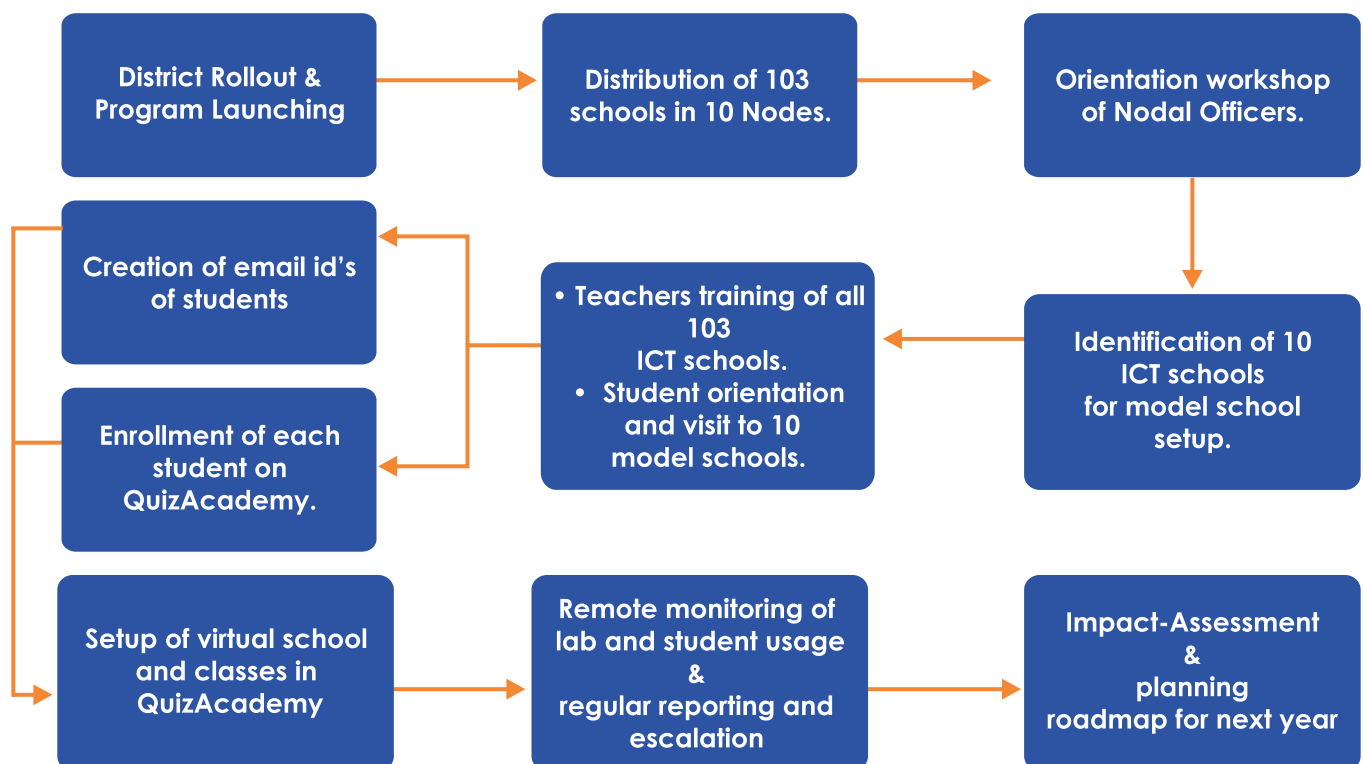 District Rollout &
Program Launching
Distribution of 103
schools in 10 Nodes.
Orientation workshop
of Nodal Officers.
Identification of 10
ICT schools
for model school
setup.
• Teachers training of all
103
ICT schools.
• Student orientation
and visit to 10
model schools.
Creation of email id's
of students
Enrollment of each
student on
QuizAcademy.
Setup of virtual school
and classes in
QuizAcademy
Remote monitoring of
lab and student usage
&
regular reporting and
escalation
Impact-Assessment
&
planning
roadmap for next year